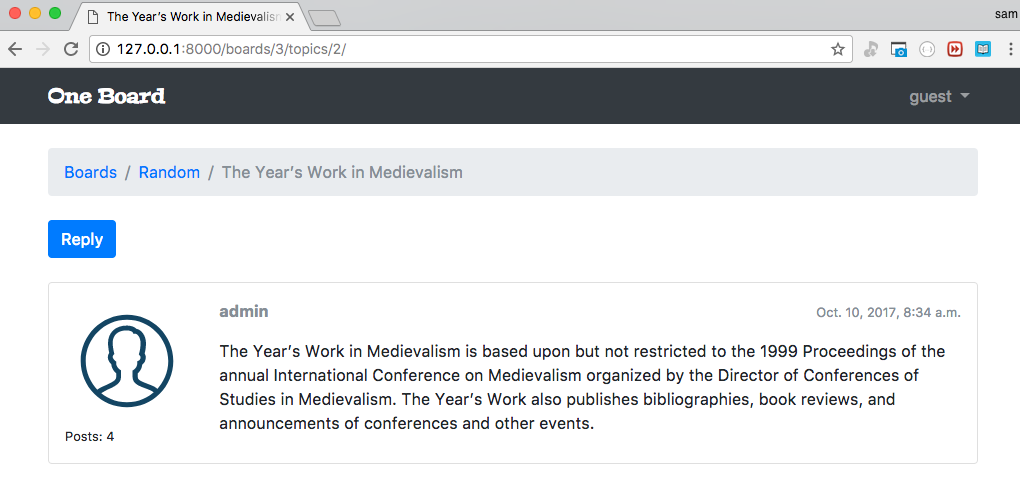 The Year’s Work in Medievalism
sam
127.0.0.1:8000/boards/3/topics/2/
One Board
guest
Boards / Random / The Year’s Work in Medievalism
Reply
admin
Oct. 10, 2017, 8:34 a.m.
The Year’s Work in Medievalism is based upon but not restricted to the 1999 Proceedings of the
annual International Conference on Medievalism organized by the Director of Conferences of
Studies in Medievalism. The Year’s Work also publishes bibliographies, book reviews, and
announcements of conferences and other events.
Posts: 4